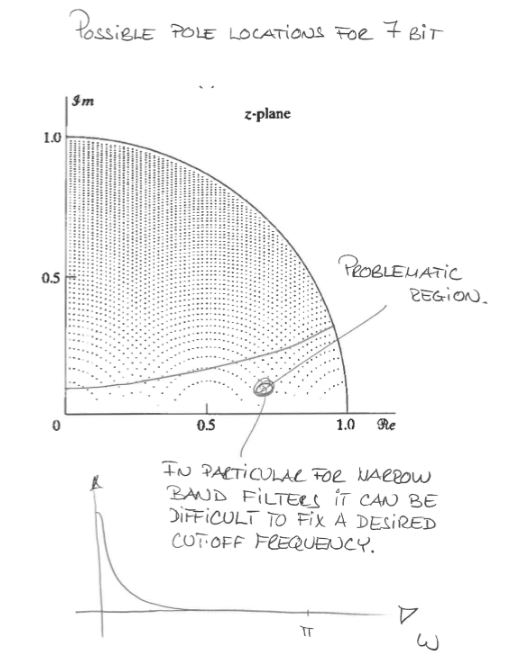 POSSIBLE POLE LOCATIONS FOR 7 BIT
Im
z-plane
1.0
0.5
PROBLEMATIC
REGION.
0
0.5
1.0
Re
IN PARTICULAR FOR NARROW
BAND FILTERS IT CAN BE
DIFFICULT TO FIX A DESIRED
CUT-OFF FREQUENCY.
π
ω